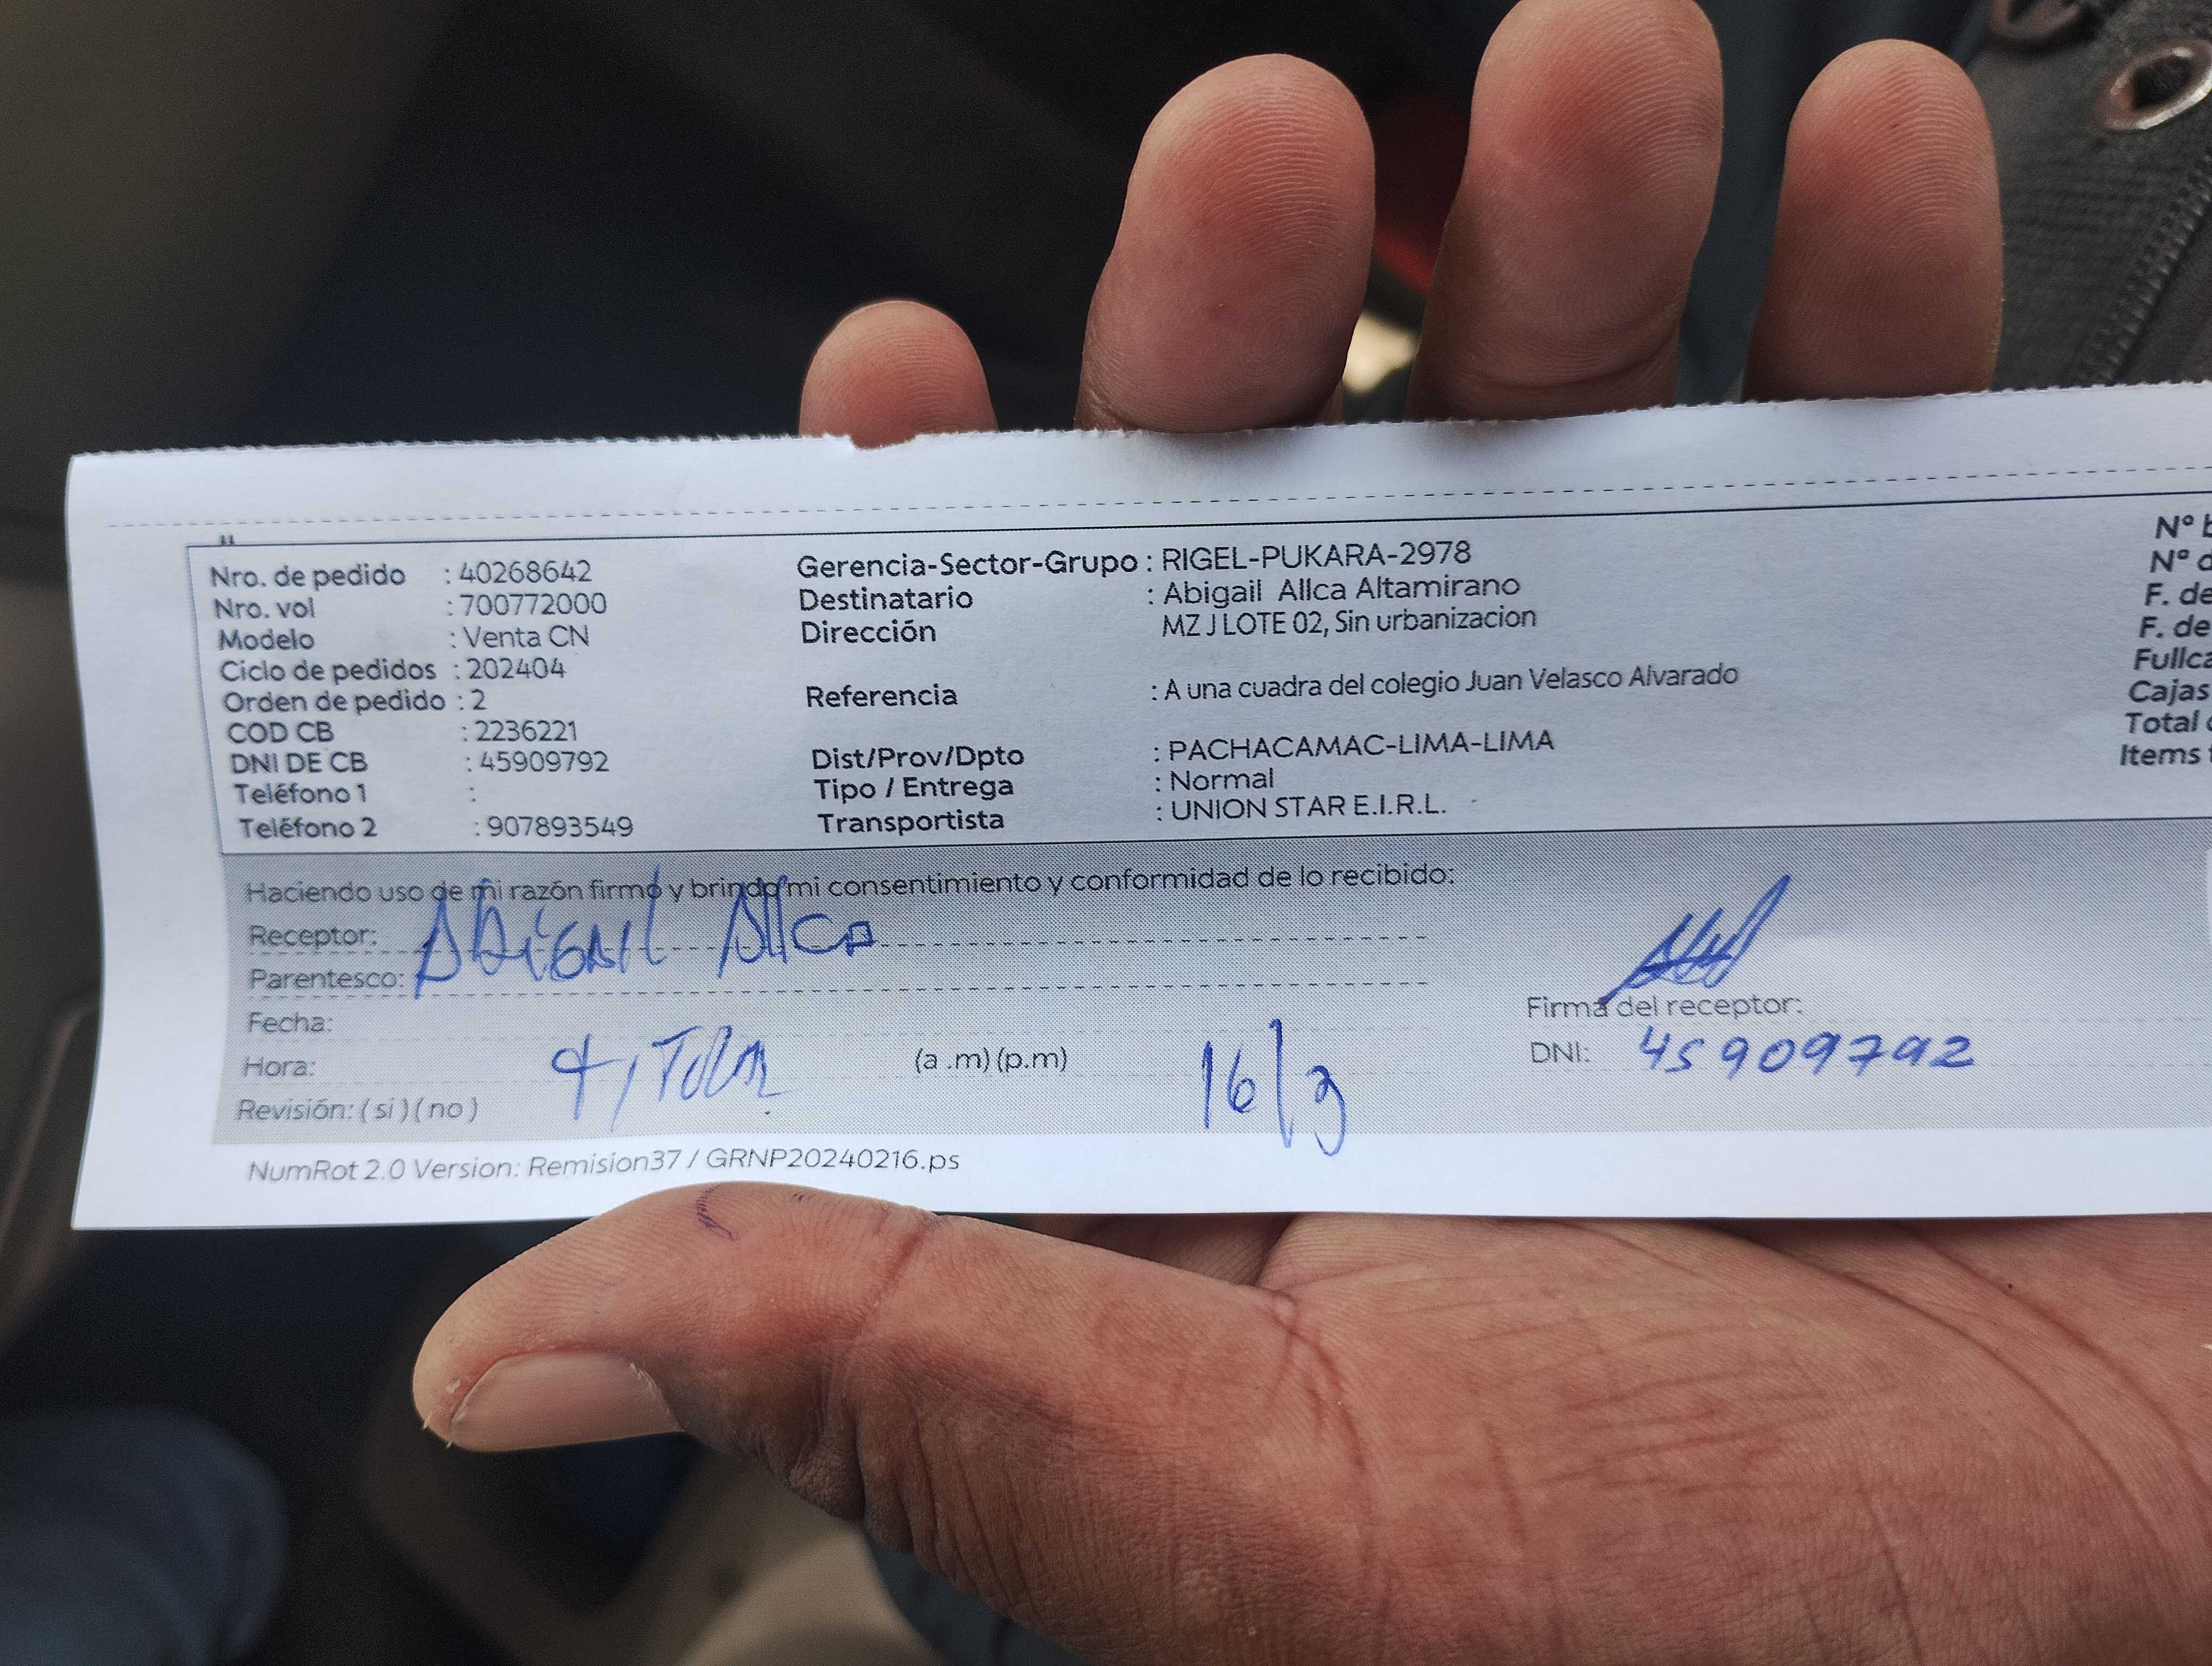 Nro. de pedido : 40268642
Nro. vol : 700772000
Modelo : Venta CN
Ciclo de pedidos : 202404
Orden de pedido : 2
COD CB : 2236221
DNI DE CB : 45909792
Teléfono 1 :
Teléfono 2 : 907893549
Gerencia-Sector-Grupo : RIGEL-PUKARA-2978
Destinatario : Abigail Allca Altamirano
Dirección MZ J LOTE 02, Sin urbanizacion
Referencia : A una cuadra del colegio Juan Velasco Alvarado
Dist/Prov/Dpto : PACHACAMAC-LIMA-LIMA
Tipo / Entrega : Normal
Transportista : UNION STAR E.I.R.L.
N°
N°
F. de
F. de
Cajas
Total
Items
Haciendo uso de mi razón firmo y brindo mi consentimiento y conformidad de lo recibido:
Receptor: Abigail Allca
Parentesco:
Fecha:
Hora: (a .m) (p.m) 16/3
Revisión: ( si ) ( no )
Firma del receptor:
DNI: 45909792
NumRot 2.0 Version: Remision37 / GRNP20240216.ps